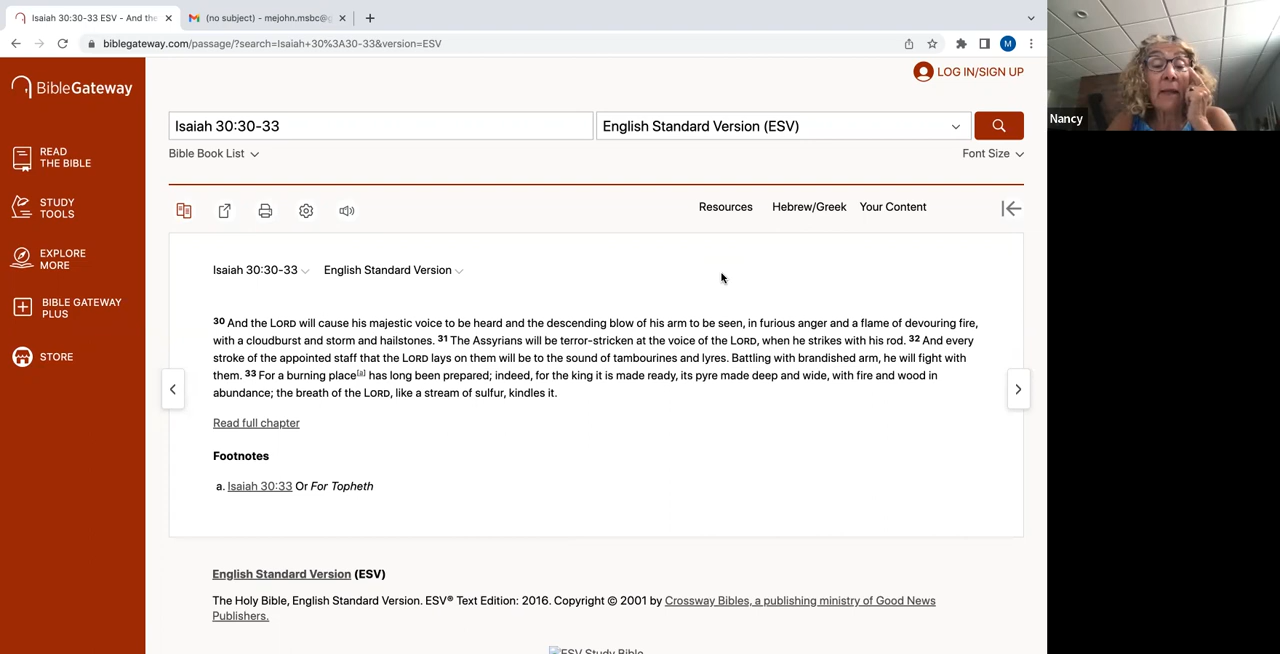 Isaiah 30:30-33 ESV - And the
(no subject) - mejohn.msbc@g
biblegateway.com/passage/?search=Isaiah+30%3A30-33&version=ESV
M
BibleGateway
LOG IN/SIGN UP
Isaiah 30:30-33
English Standard Version (ESV)
Bible Book List
Font Size
READ
THE BIBLE
STUDY
TOOLS
EXPLORE
MORE
BIBLE GATEWAY
PLUS
STORE
Resources Hebrew/Greek Your Content
Isaiah 30:30-33 English Standard Version
30 And the LORD will cause his majestic voice to be heard and the descending blow of his arm to be seen, in furious anger and a flame of devouring fire,
with a cloudburst and storm and hailstones. 31 The Assyrians will be terror-stricken at the voice of the LORD, when he strikes with his rod. 32 And every
stroke of the appointed staff that the LORD lays on them will be to the sound of tambourines and lyres. Battling with brandished arm, he will fight with
them. 33 For a burning place[a] has long been prepared; indeed, for the king it is made ready, its pyre made deep and wide, with fire and wood in
abundance; the breath of the LORD, like a stream of sulfur, kindles it.
Read full chapter
Footnotes
a. Isaiah 30:33 Or For Topheth
English Standard Version (ESV)
The Holy Bible, English Standard Version. ESV® Text Edition: 2016. Copyright © 2001 by Crossway Bibles, a publishing ministry of Good News
Publishers.
ESV Study Bible
Nancy